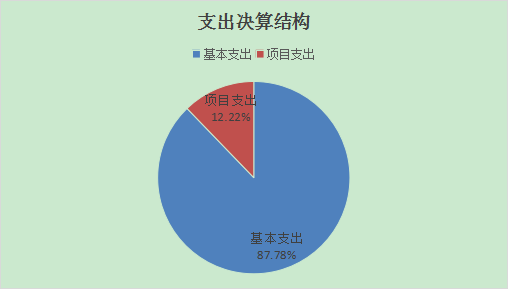 支出决算结构
基本支出 项目支出
项目支出
12.22%
基本支出
87.78%